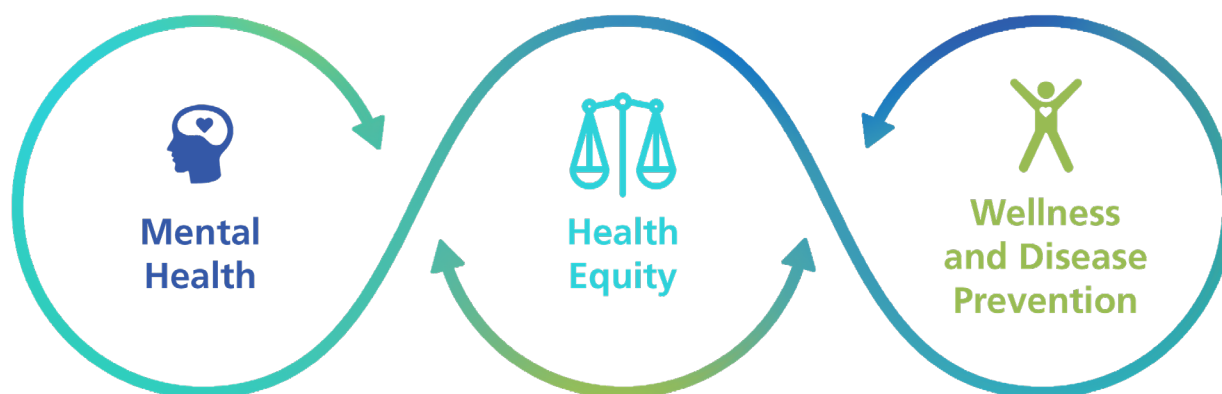 Mental
Health
Health
Equity
Wellness
and Disease
Prevention